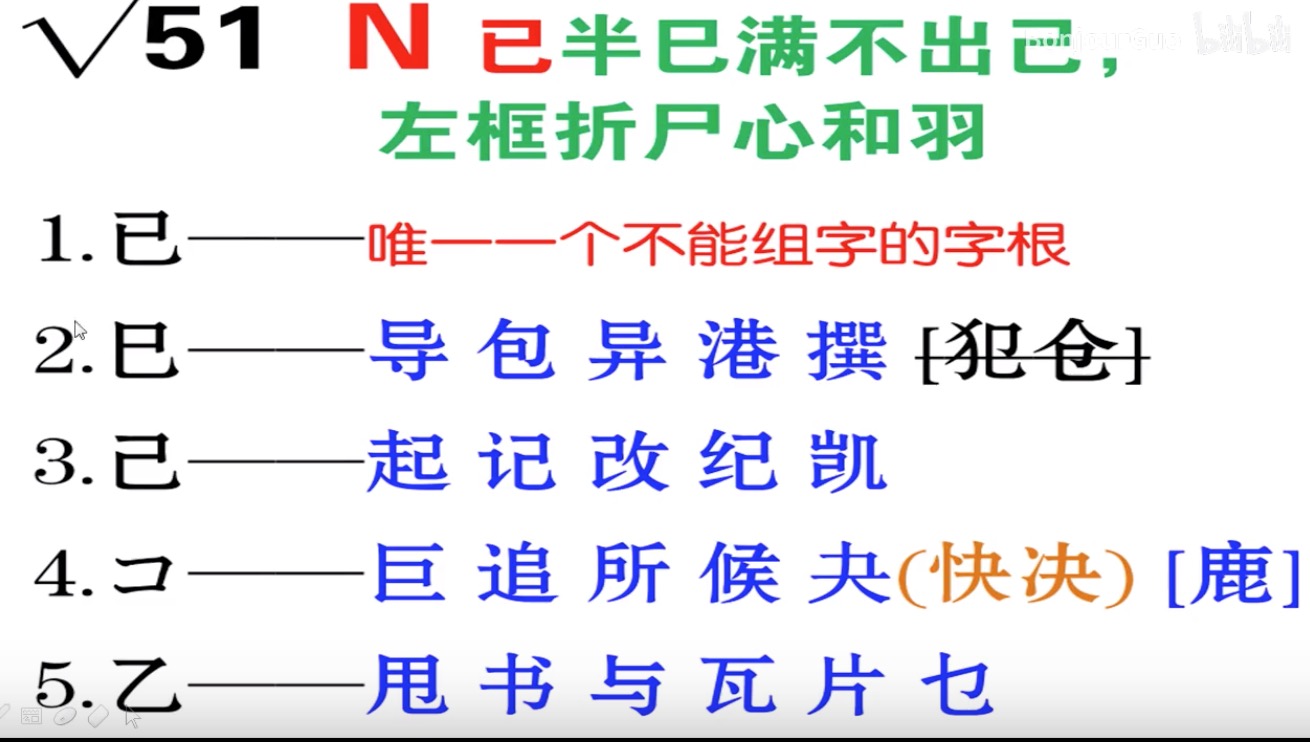 √51 N 已半巳满不出己，
左框折尸心和羽
1.已——唯一一个不能组字的字根
2.巳——导 包 异 港 撰 [犯仓]
3.己——起 记 改 纪 凯
4.コ——巨 追 所 候 夬(快决) [鹿]
5.乙——甩 书 与 瓦 片 乜